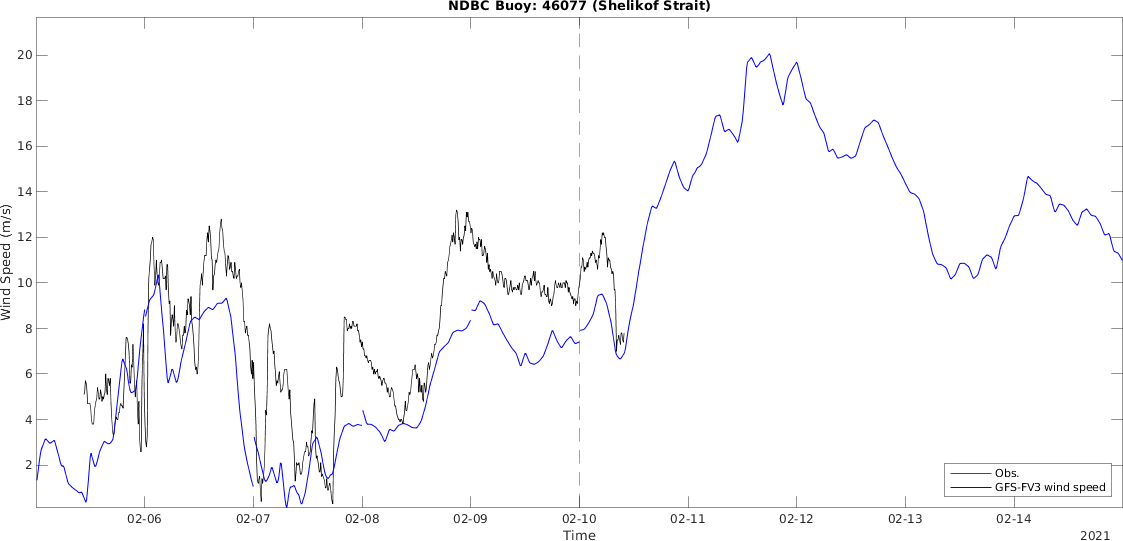 NDBC Buoy: 46077 (Shelikof Strait)
20
18
16
14
12
10
8
6
4
2
Wind Speed (m/s)
Obs.
GFS-FV3 wind speed
02-06 02-07 02-08 02-09 02-10 02-11 02-12 02-13 02-14
Time
2021